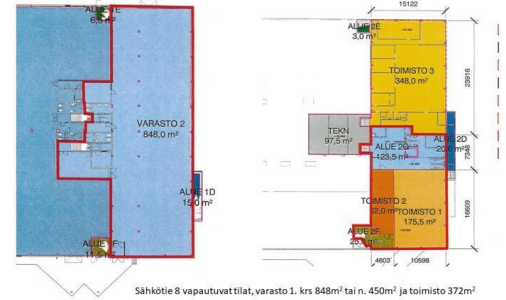 ALUE 1E
6,5 m²
VARASTO 2
848,0 m²
ALUE 1D
15,0 m²
ALUE 1F
11,5 m²
15122
ALUE 2E
3,0 m²
TOIMISTO 3
348,0 m²
23916
TEKN
97,5 m²
ALUE 2G
123,5 m²
ALUE 2D
20,0 m²
7346
TOIMISTO 2
TOIMISTO 1
175,5 m²
16609
ALUE 2F
4603
10598
Sähkötie 8 vapautuvat tilat, varasto 1. krs 848m² tai n. 450m² ja toimisto 372m²